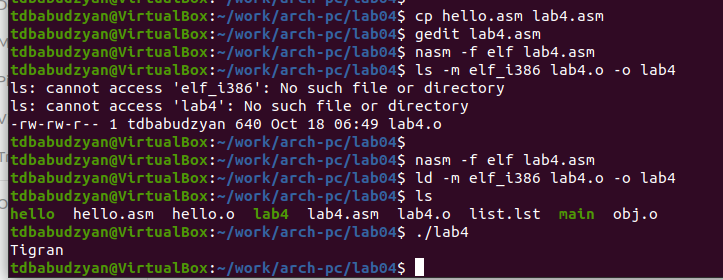 tdbabudzyan@VirtualBox:~/work/arch-pc/lab04$ cp hello.asm lab4.asm
tdbabudzyan@VirtualBox:~/work/arch-pc/lab04$ gedit lab4.asm
tdbabudzyan@VirtualBox:~/work/arch-pc/lab04$ nasm -f elf lab4.asm
tdbabudzyan@VirtualBox:~/work/arch-pc/lab04$ ls -m elf_i386 lab4.o -o lab4
ls: cannot access 'elf_i386': No such file or directory
ls: cannot access 'lab4': No such file or directory
-rw-rw-r-- 1 tdbabudzyan 640 Oct 18 06:49 lab4.o
tdbabudzyan@VirtualBox:~/work/arch-pc/lab04$
tdbabudzyan@VirtualBox:~/work/arch-pc/lab04$ nasm -f elf lab4.asm
tdbabudzyan@VirtualBox:~/work/arch-pc/lab04$ ld -m elf_i386 lab4.o -o lab4
tdbabudzyan@VirtualBox:~/work/arch-pc/lab04$ ls
hello hello.asm hello.o lab4 lab4.asm lab4.o list.lst main obj.o
tdbabudzyan@VirtualBox:~/work/arch-pc/lab04$ ./lab4
Tigran
tdbabudzyan@VirtualBox:~/work/arch-pc/lab04$